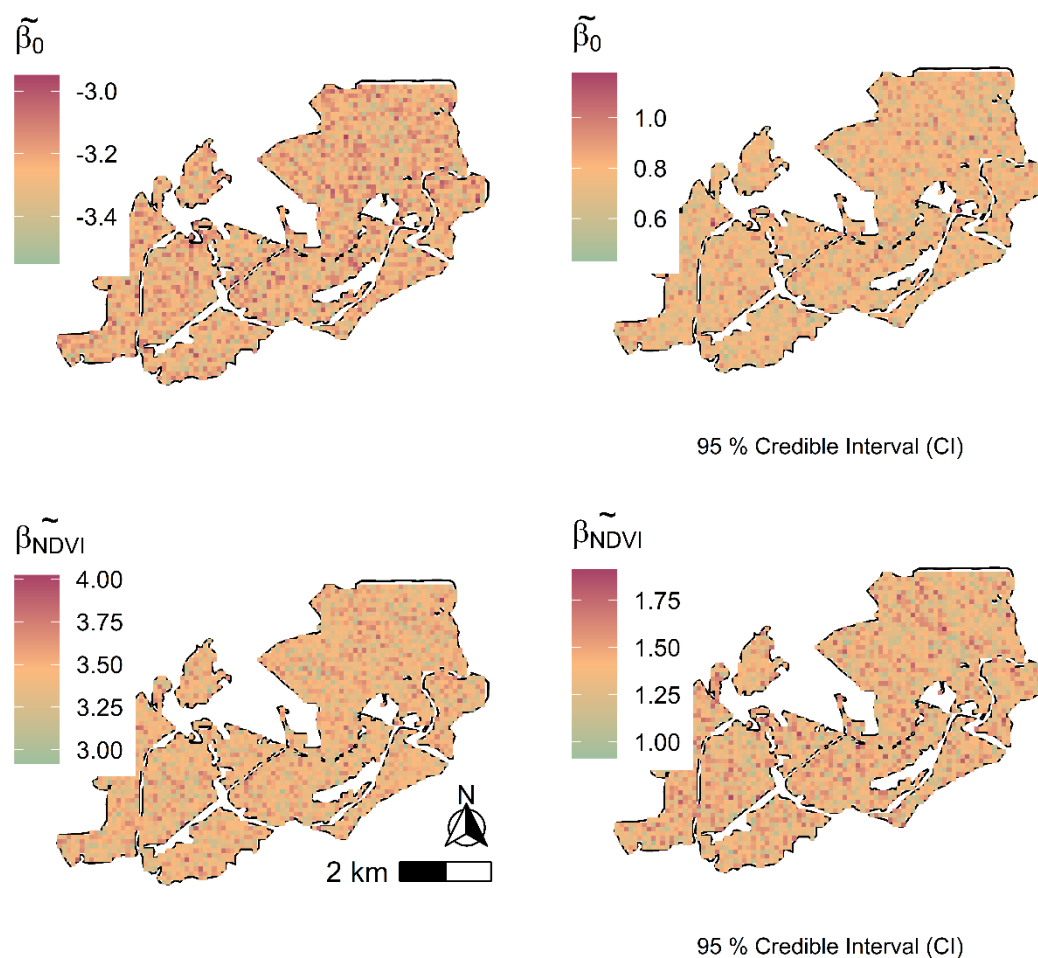 β̃0
-3.0
-3.2
-3.4
β̃0
1.0
0.8
0.6
95 % Credible Interval (CI)
β̃NDVI
4.00
3.75
3.50
3.25
3.00
N
2 km
β̃NDVI
1.75
1.50
1.25
1.00
95 % Credible Interval (CI)